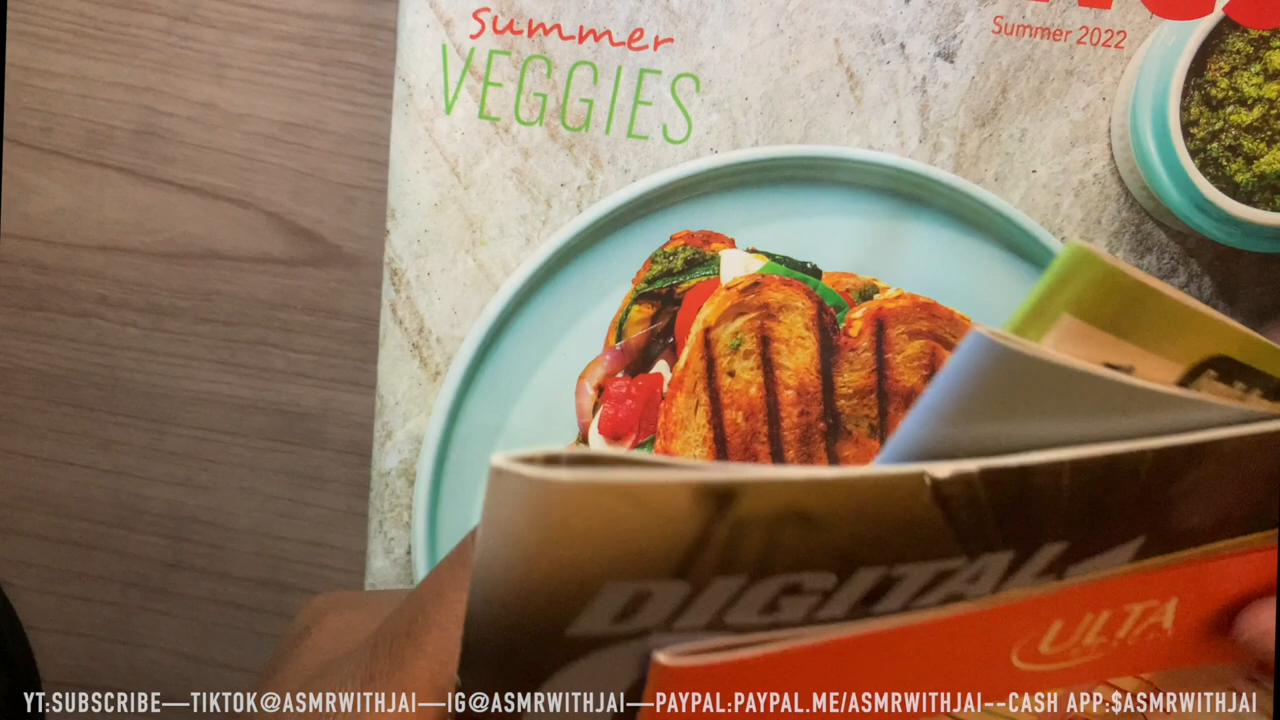 summer
VEGGIES
Summer 2022
DIGITAL
ULTA
YT:SUBSCRIBE—TIKTOK@ASMRWITHJAI—IG@ASMRWITHJAI—PAYPAL:PAYPAL.ME/ASMRWITHJAI--CASH APP:$ASMRWITHJAI